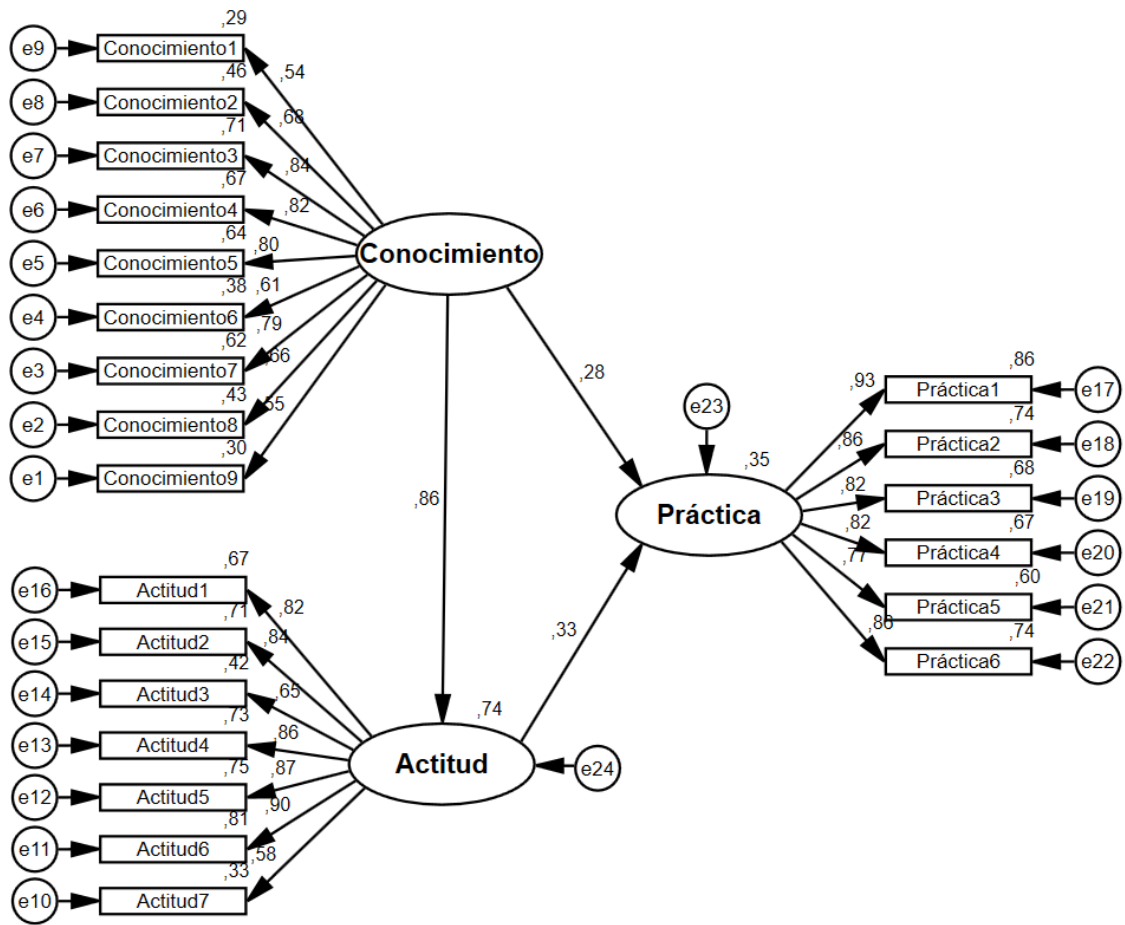 ,29
e9 Conocimiento1
,54
,46
e8 Conocimiento2
,68
,71
e7 Conocimiento3
,84
,67
e6 Conocimiento4
,82
,64
e5 Conocimiento5
,80
,38
e4 Conocimiento6
,61
,62
e3 Conocimiento7
,79
,43
e2 Conocimiento8
,66
,30
e1 Conocimiento9
,55
Conocimiento
,28
,86
e23
,35
Práctica
,33
,86
,93
Práctica1 e17
,74
,86
Práctica2 e18
,68
,82
Práctica3 e19
,67
,82
Práctica4 e20
,60
,77
Práctica5 e21
,74
,86
Práctica6 e22
,67
e16 Actitud1
,82
,71
e15 Actitud2
,84
,42
e14 Actitud3
,65
,73
e13 Actitud4
,86
,75
e12 Actitud5
,87
,81
e11 Actitud6
,90
,33
e10 Actitud7
,58
,74
Actitud
e24